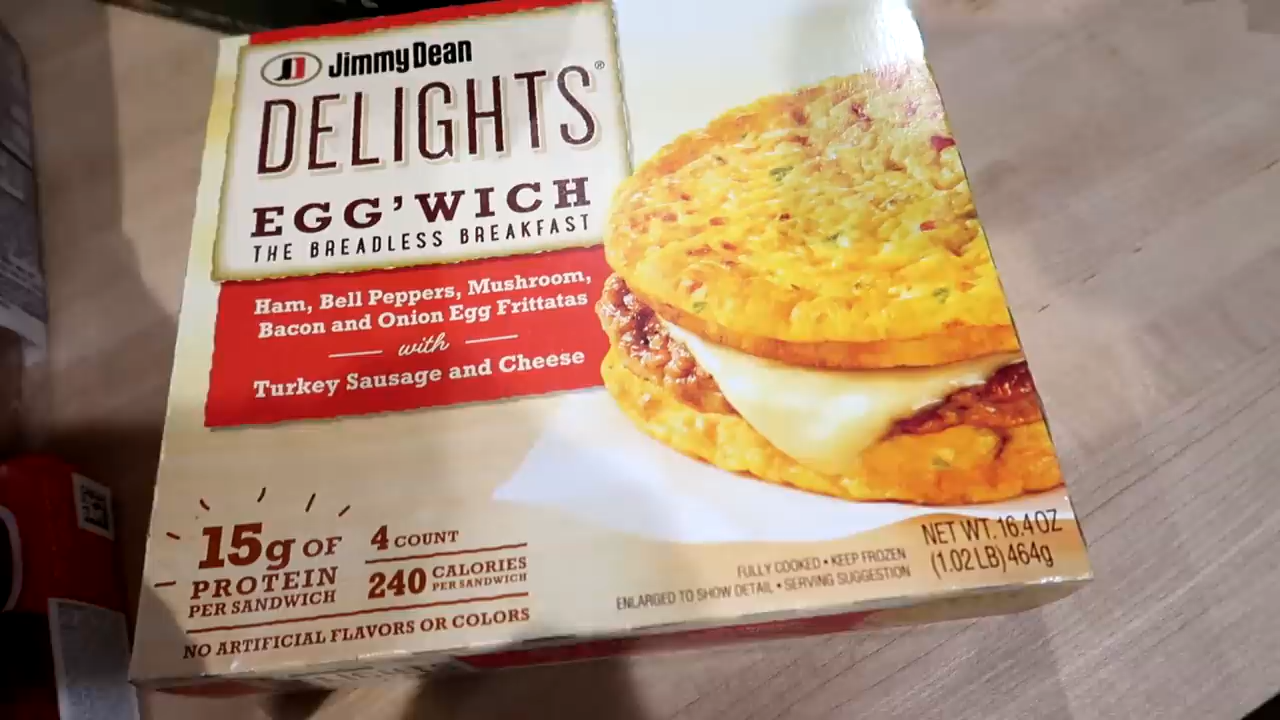 Jimmy Dean
DELIGHTS®
EGG'WICH
THE BREADLESS BREAKFAST
Ham, Bell Peppers, Mushroom,
Bacon and Onion Egg Frittatas
with
Turkey Sausage and Cheese
15g OF
PROTEIN
PER SANDWICH
4 COUNT
240 CALORIES
PER SANDWICH
NO ARTIFICIAL FLAVORS OR COLORS
FULLY COOKED • KEEP FROZEN
ENLARGED TO SHOW DETAIL • SERVING SUGGESTION
NET WT. 16.4 OZ
(1.02 LB) 464g